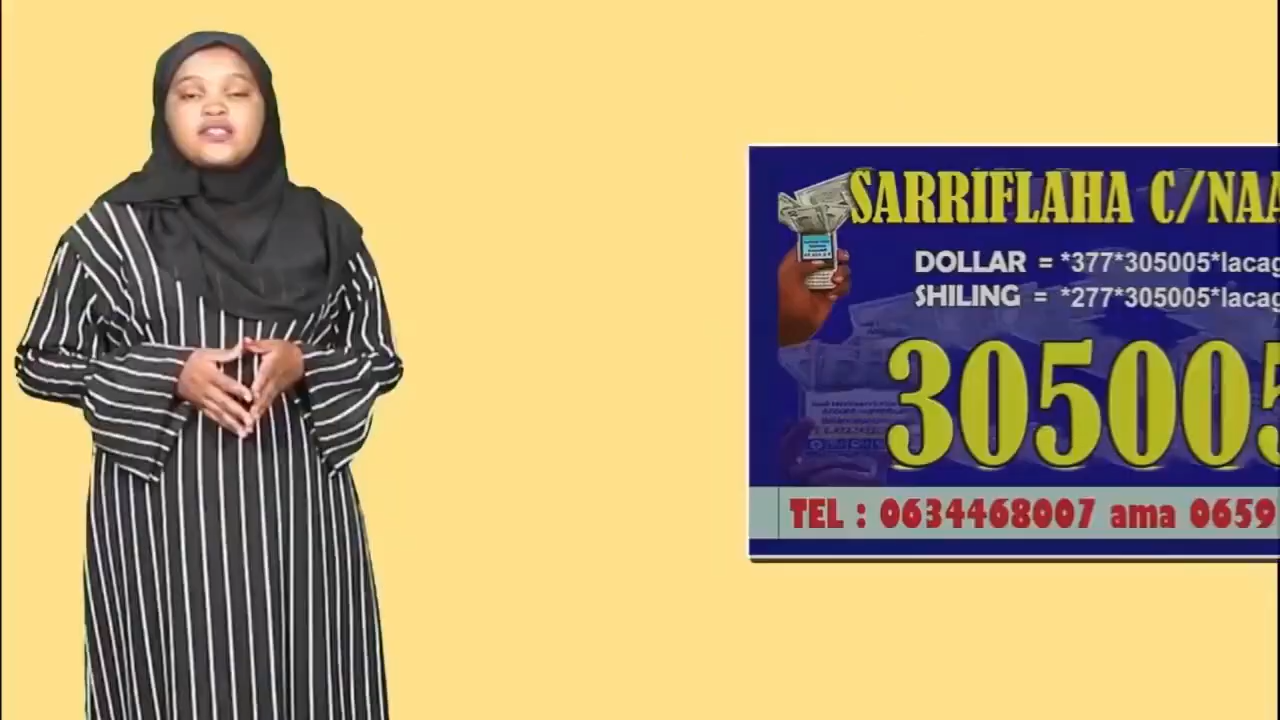 SARRIFLAHA C/NAA
DOLLAR = *377*305005*lacag
SHILING = *277*305005*lacag
305005
TEL : 0634468007 ama 0659